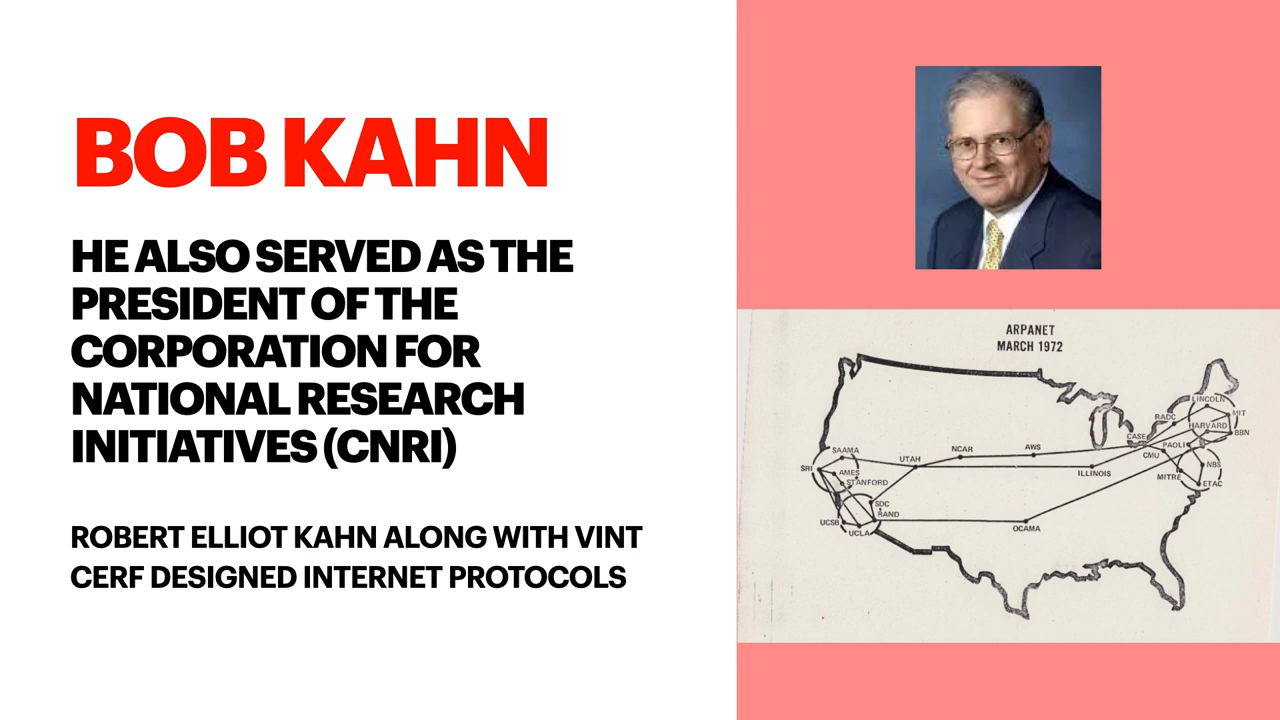 BOB KAHN
HE ALSO SERVED AS THE
PRESIDENT OF THE
CORPORATION FOR
NATIONAL RESEARCH
INITIATIVES (CNRI)
ROBERT ELLIOT KAHN ALONG WITH VINT
CERF DESIGNED INTERNET PROTOCOLS
ARPANET
MARCH 1972
LINCOLN
RADC
MIT
HARVARD
BBN
CASE
PAOLI
CMU
SAAMA
NCAR
AWS
UTAH
SRI
AMES
ILLINOIS
NBS
MITRE
STANFORD
ETAC
SDC
RAND
UCSB
UCLA
OCAMA